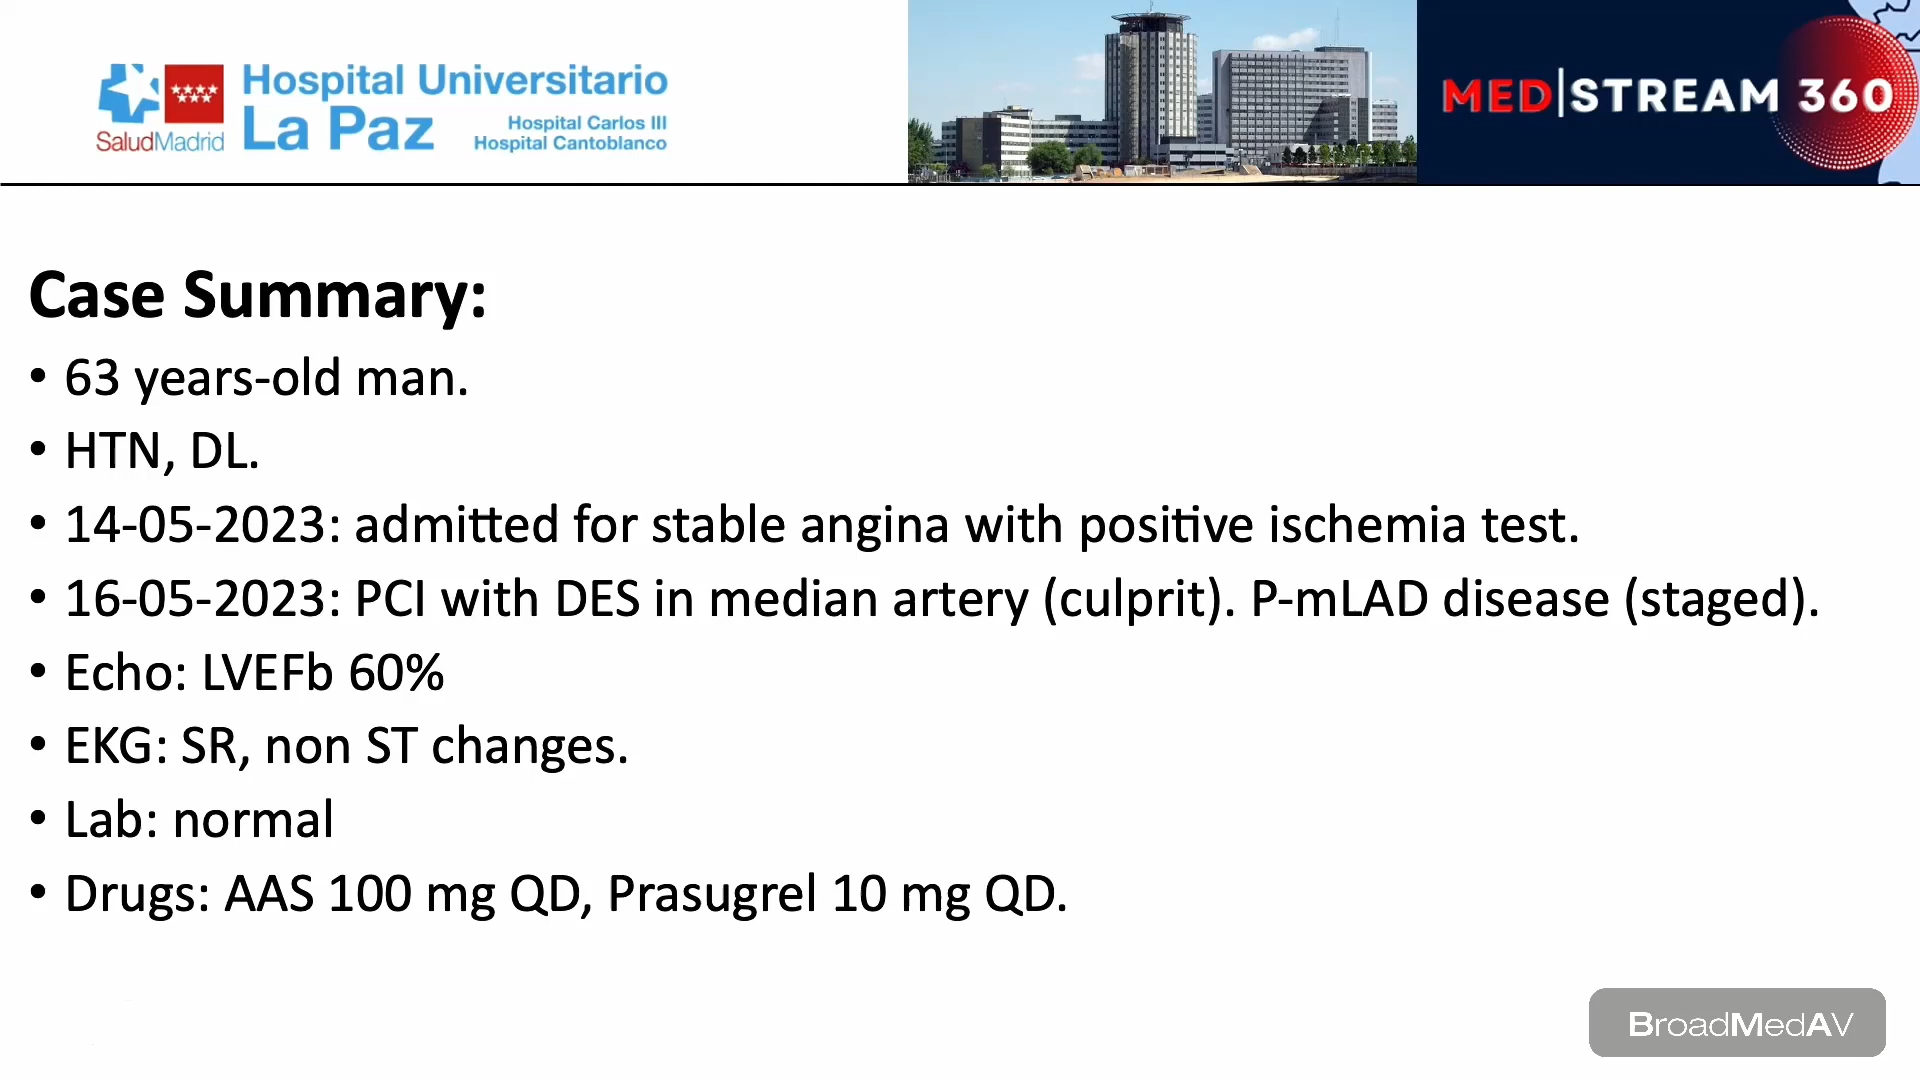 Hospital Universitario
La Paz
Hospital Carlos III
Hospital Cantoblanco
SaludMadrid
MED|STREAM 360
Case Summary:
• 63 years-old man.
• HTN, DL.
• 14-05-2023: admitted for stable angina with positive ischemia test.
• 16-05-2023: PCI with DES in median artery (culprit). P-mLAD disease (staged).
• Echo: LVEFb 60%
• EKG: SR, non ST changes.
• Lab: normal
• Drugs: AAS 100 mg QD, Prasugrel 10 mg QD.
BroadMedAV